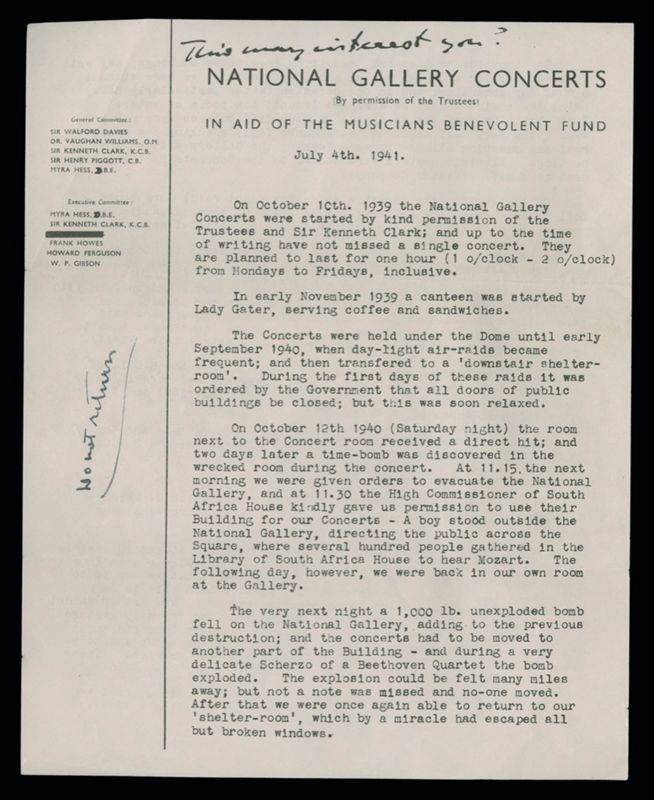 This may interest you?
NATIONAL GALLERY CONCERTS
(By permission of the Trustees)
IN AID OF THE MUSICIANS BENEVOLENT FUND
July 4th. 1941.
General Committee:
SIR WALFORD DAVIES
DR. VAUGHAN WILLIAMS, O.M.
SIR KENNETH CLARK, K.C.B.
SIR HENRY PIGGOTT, C.B.
MYRA HESS, D.B.E.
Executive Committee:
MYRA HESS, D.B.E.
SIR KENNETH CLARK, K.C.B.
FRANK HOWES
HOWARD FERGUSON
W. P. GIBSON
Do not return
On October 10th. 1939 the National Gallery
Concerts were started by kind permission of the
Trustees and Sir Kenneth Clark; and up to the time
of writing have not missed a single concert. They
are planned to last for one hour (1 o/clock - 2 o/clock)
from Mondays to Fridays, inclusive.
In early November 1939 a canteen was started by
Lady Gater, serving coffee and sandwiches.
The Concerts were held under the Dome until early
September 1940, when day-light air-raids became
frequent; and then transfered to a 'downstair shelter-
room'. During the first days of these raids it was
ordered by the Government that all doors of public
buildings be closed; but this was soon relaxed.
On October 12th 1940 (Saturday night) the room
next to the Concert room received a direct hit; and
two days later a time-bomb was discovered in the
wrecked room during the concert. At 11.15.the next
morning we were given orders to evacuate the National
Gallery, and at 11.30 the High Commissioner of South
Africa House kindly gave us permission to use their
Building for our Concerts - A boy stood outside the
National Gallery, directing the public across the
Square, where several hundred people gathered in the
Library of South Africa House to hear Mozart. The
following day, however, we were back in our own room
at the Gallery.
The very next night a 1,000 lb. unexploded bomb
fell on the National Gallery, adding to the previous
destruction; and the concerts had to be moved to
another part of the Building - and during a very
delicate Scherzo of a Beethoven Quartet the bomb
exploded. The explosion could be felt many miles
away; but not a note was missed and no-one moved.
After that we were once again able to return to our
'shelter-room', which by a miracle had escaped all
but broken windows.